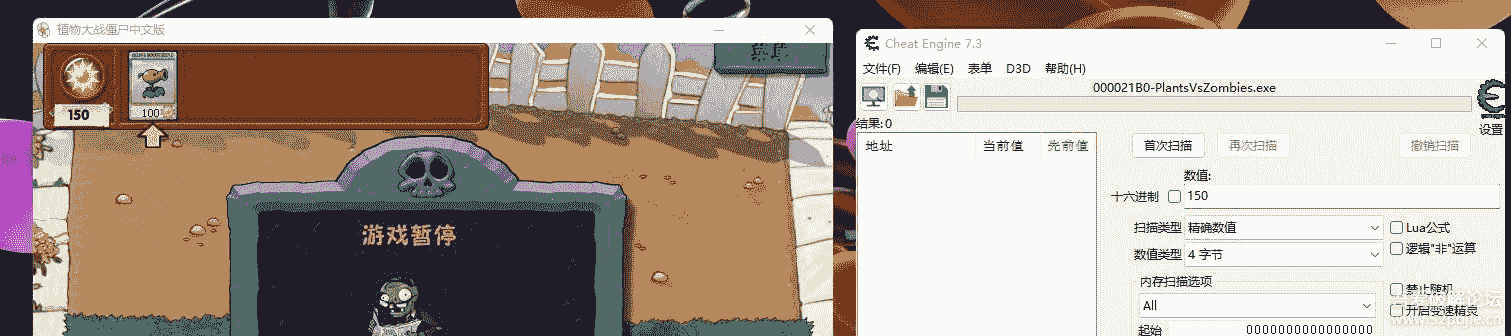 植物大战僵尸中文版
150
100
游戏暂停
Cheat Engine 7.3
文件(F) 编辑(E) 表单 D3D 帮助(H)
000021B0-PlantsVsZombies.exe
设置
结果: 0
地址 当前值 先前值
首次扫描 再次扫描 撤销扫描
数值:
十六进制 150
扫描类型 精确数值 Lua公式
数值类型 4 字节 逻辑"非"运算
内存扫描选项
All
禁止随机
开启变速精灵
起始 0000000000000000